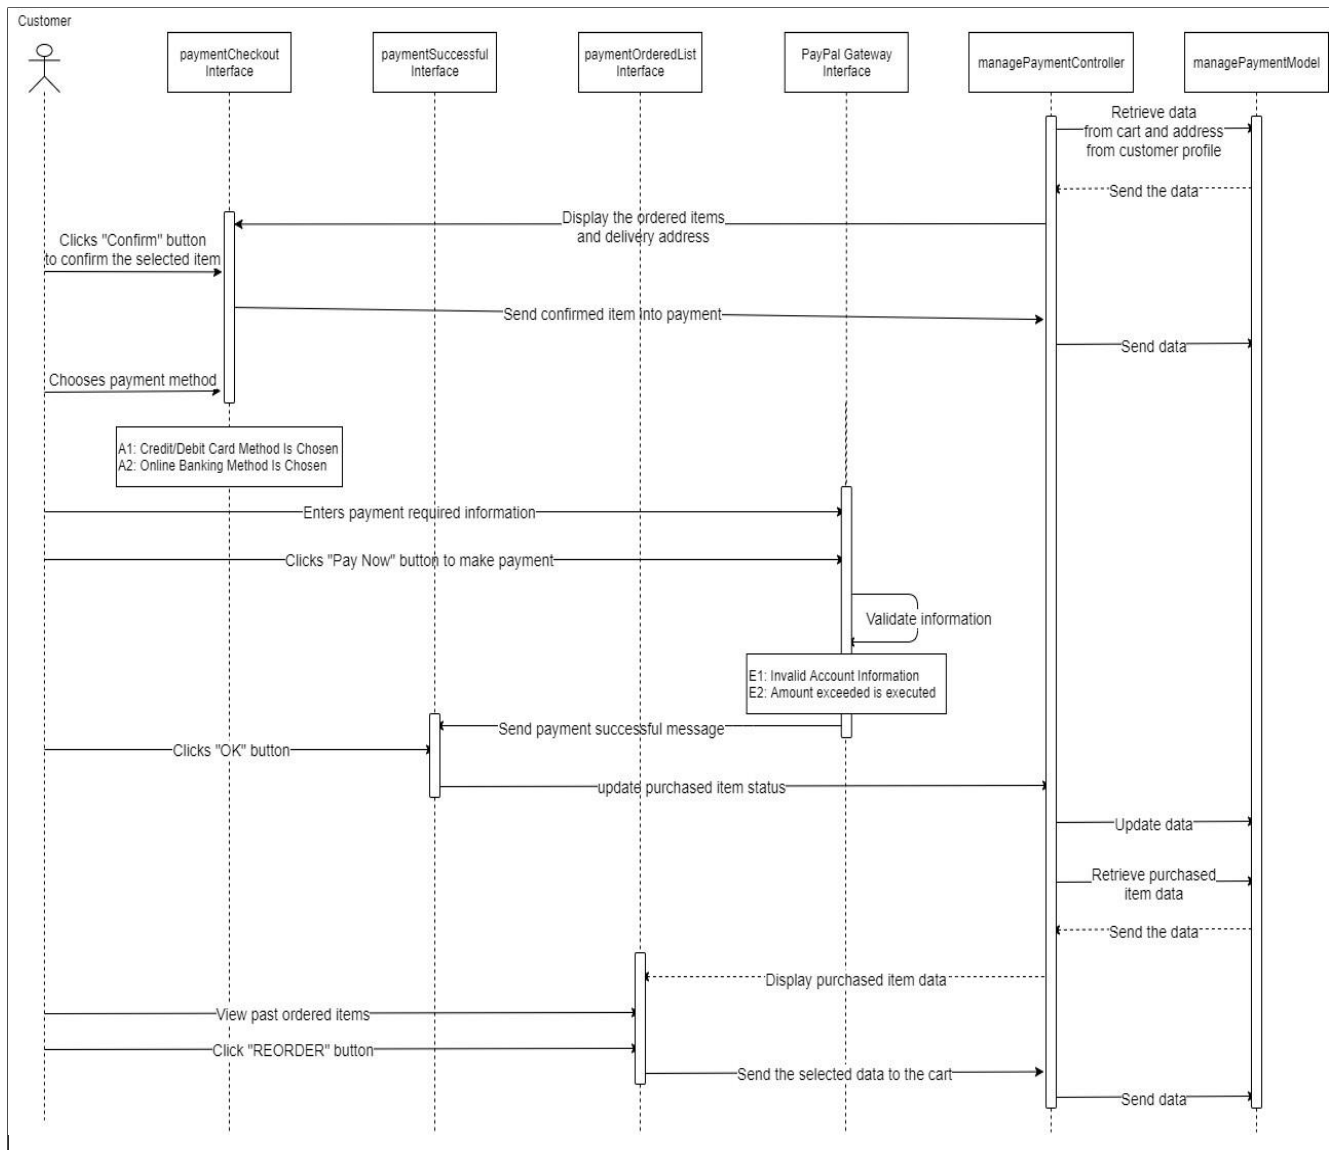 Customer
paymentCheckout
Interface
paymentSuccessful
Interface
paymentOrderedList
Interface
PayPal Gateway
Interface
managePaymentController
managePaymentModel
Retrieve data
from cart and address
from customer profile
Send the data
Display the ordered items
and delivery address
Clicks "Confirm" button
to confirm the selected item
Send confirmed item into payment
Send data
Chooses payment method
A1: Credit/Debit Card Method Is Chosen
A2: Online Banking Method Is Chosen
Enters payment required information
Clicks "Pay Now" button to make payment
Validate information
E1: Invalid Account Information
E2: Amount exceeded is executed
Send payment successful message
Clicks "OK" button
update purchased item status
Update data
Retrieve purchased
item data
Send the data
Display purchased item data
View past ordered items
Click "REORDER" button
Send the selected data to the cart
Send data